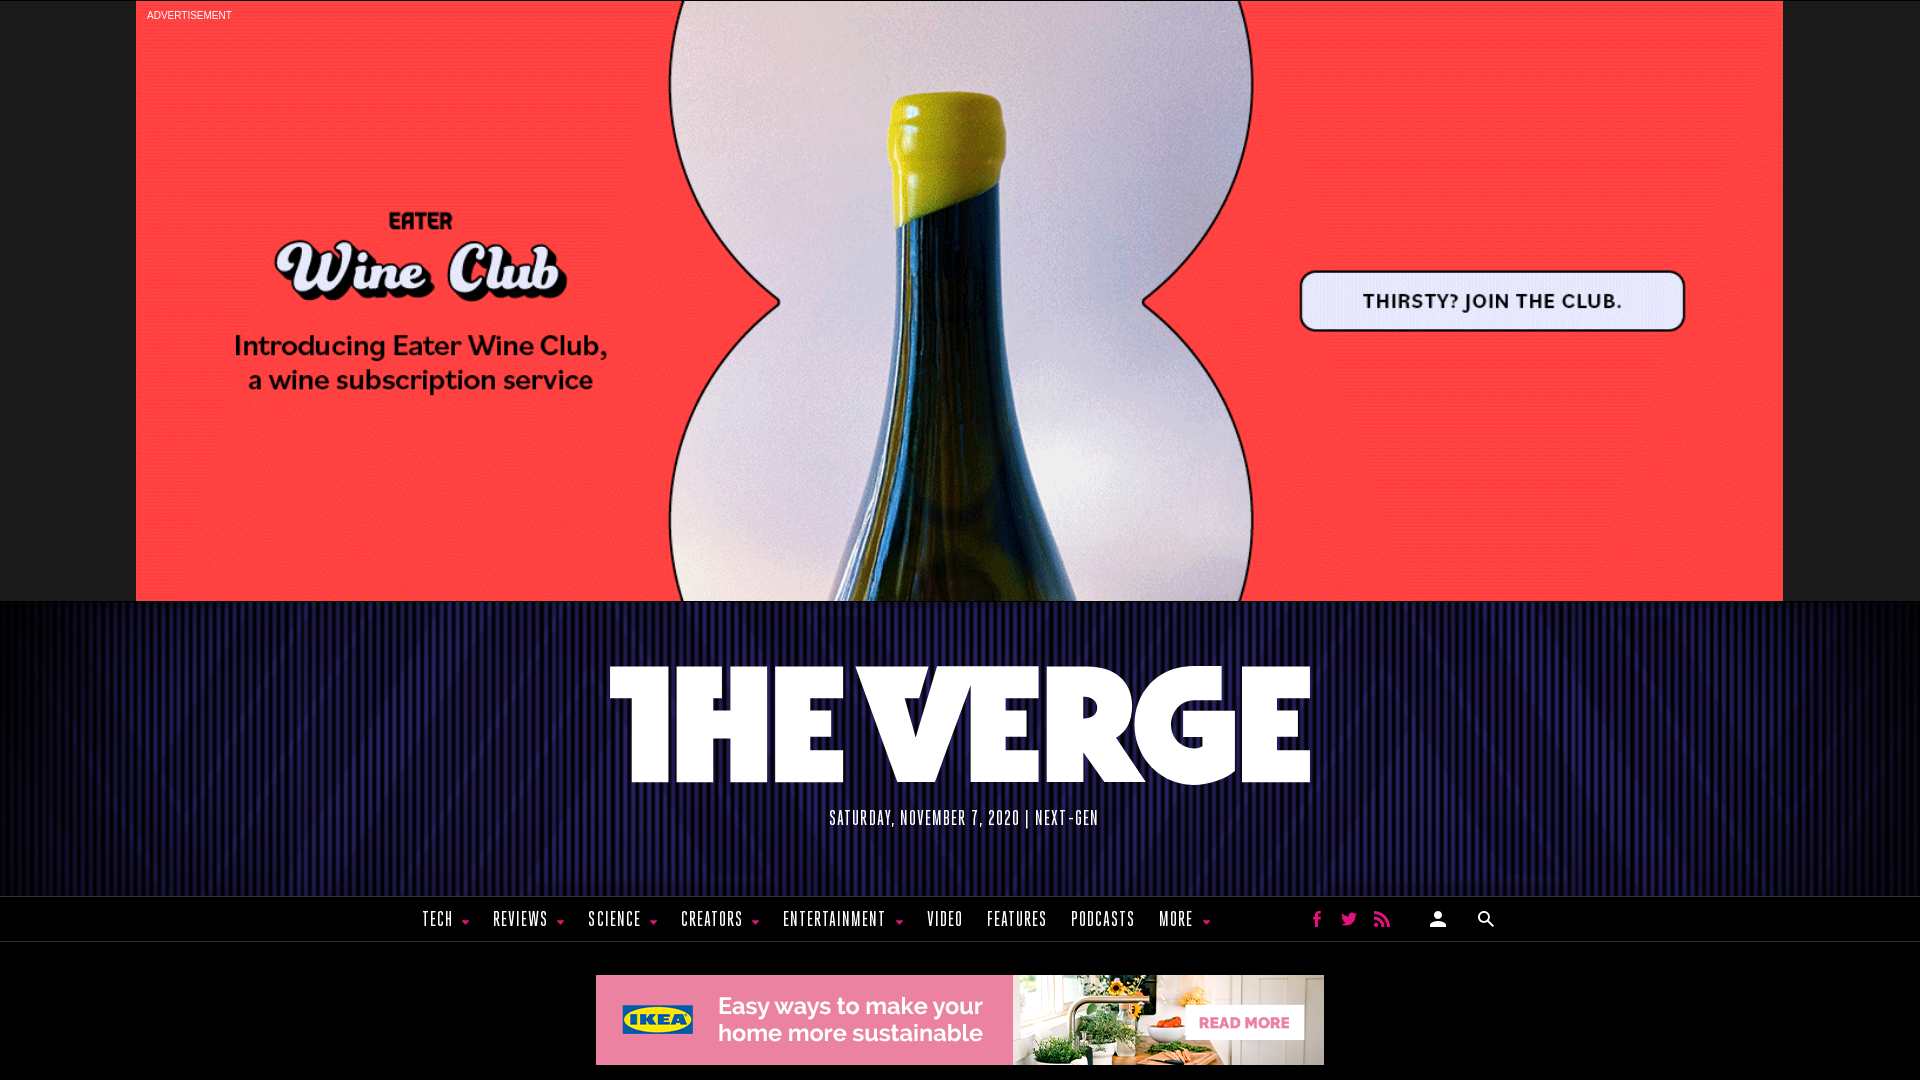 ADVERTISEMENT
EATER
Wine Club
Introducing Eater Wine Club,
a wine subscription service
THIRSTY? JOIN THE CLUB.
THE VERGE
SATURDAY, NOVEMBER 7, 2020 | NEXT-GEN
TECH REVIEWS SCIENCE CREATORS ENTERTAINMENT VIDEO FEATURES PODCASTS MORE
IKEA
Easy ways to make your
home more sustainable
READ MORE